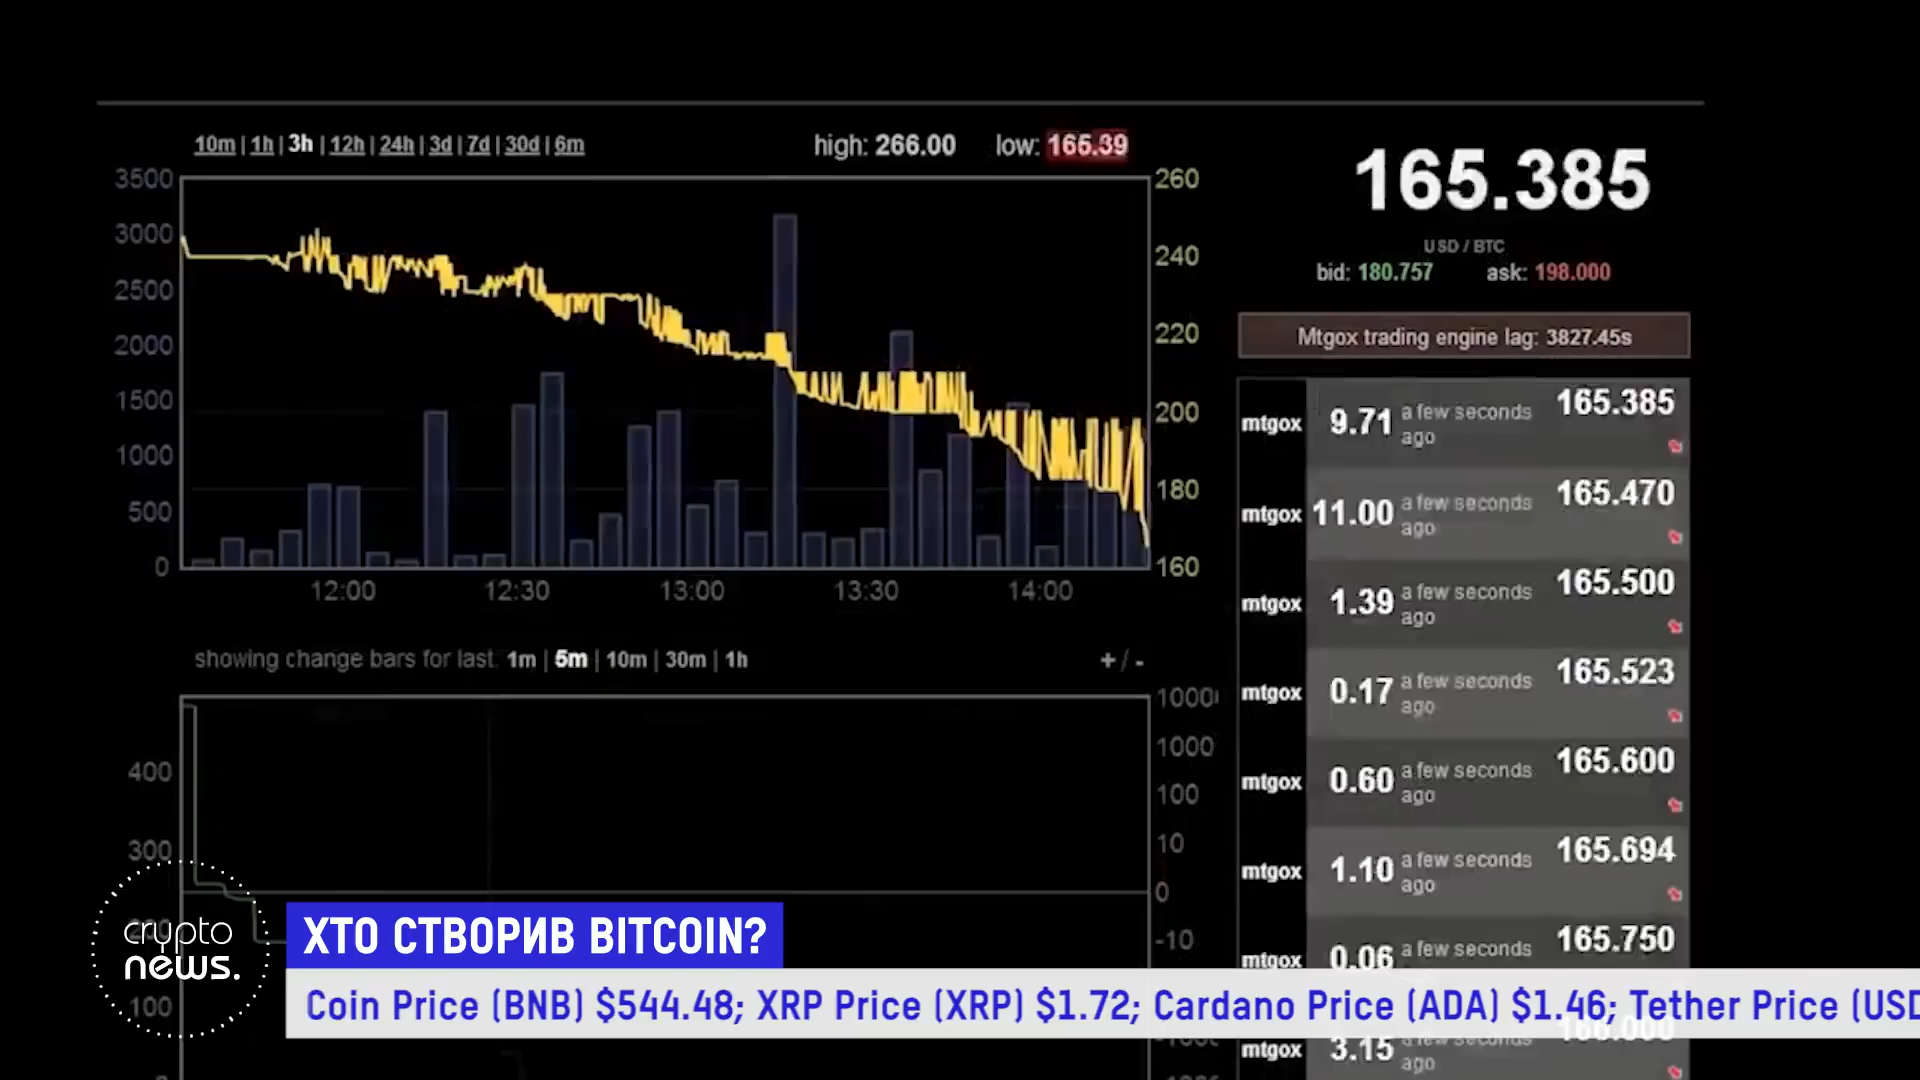 10m | 1h | 3h | 12h | 24h | 3d | 7d | 30d | 6m
high: 266.00 low: 165.39
3500
3000
2500
2000
1500
1000
500
0
260
240
220
200
180
160
12:00 12:30 13:00 13:30 14:00
165.385
USD / BTC
bid: 180.757 ask: 198.000
Mtgox trading engine lag: 3827.45s
mtgox 9.71 a few seconds ago 165.385
mtgox 11.00 a few seconds ago 165.470
mtgox 1.39 a few seconds ago 165.500
mtgox 0.17 a few seconds ago 165.523
mtgox 0.60 a few seconds ago 165.600
mtgox 1.10 a few seconds ago 165.694
mtgox 0.06 a few seconds ago 165.750
mtgox 3.15 a few seconds ago 166.000
showing change bars for last: 1m | 5m | 10m | 30m | 1h
+ / -
400
300
200
100
1000
100
10
0
-10
crypto
news.
ХТО СТВОРИВ BITCOIN?
Coin Price (BNB) $544.48; XRP Price (XRP) $1.72; Cardano Price (ADA) $1.46; Tether Price